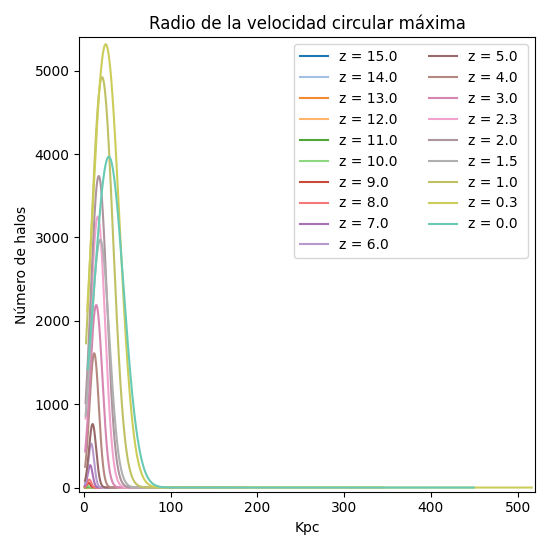 Radio de la velocidad circular máxima
Número de halos
5000
4000
3000
2000
1000
0
0
100
200
300
400
500
Kpc
z = 15.0
z = 14.0
z = 13.0
z = 12.0
z = 11.0
z = 10.0
z = 9.0
z = 8.0
z = 7.0
z = 6.0
z = 5.0
z = 4.0
z = 3.0
z = 2.3
z = 2.0
z = 1.5
z = 1.0
z = 0.3
z = 0.0